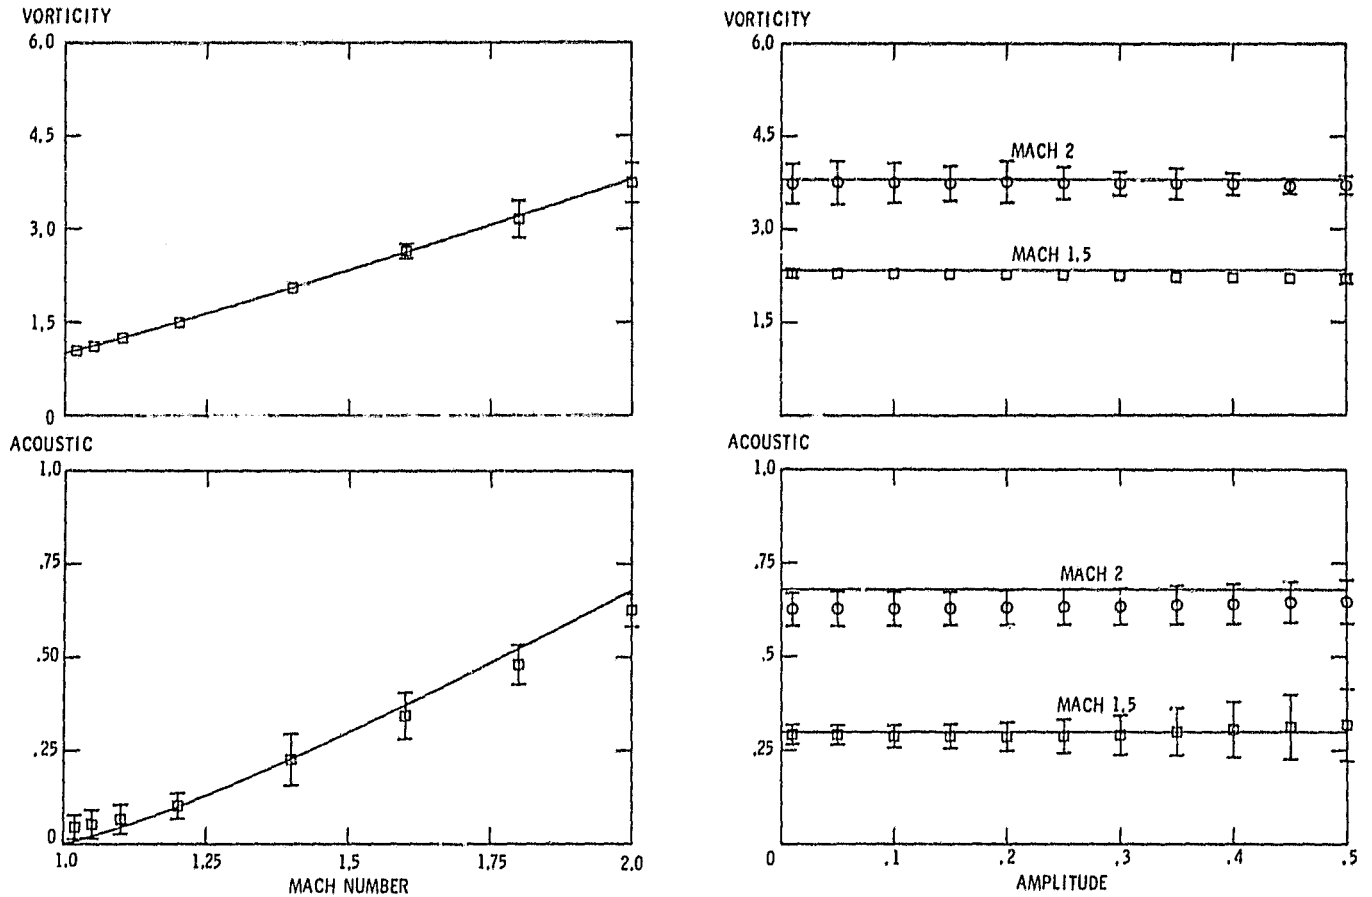 VORTICITY
6.0
4.5
3.0
1.5
0
ACOUSTIC
1.0
.75
.50
.25
0
1.0 1.25 1.5 1.75 2.0
MACH NUMBER
VORTICITY
6.0
4.5
3.0
1.5
MACH 2
MACH 1.5
ACOUSTIC
1.0
.75
.5
.25
MACH 2
MACH 1.5
0 .1 .2 .3 .4 .5
AMPLITUDE